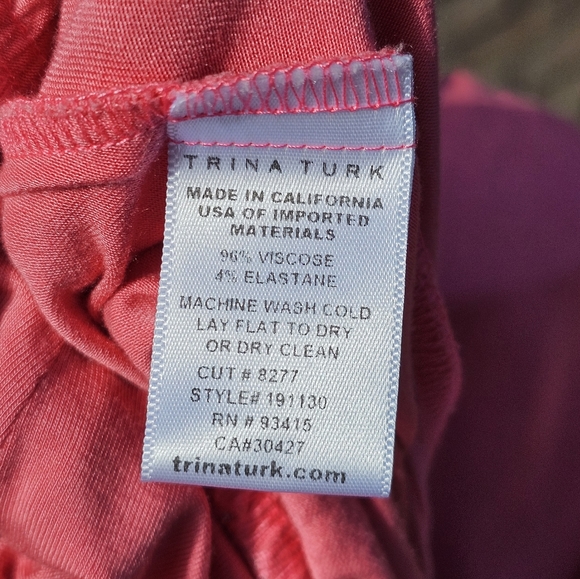 TRINA TURK
MADE IN CALIFORNIA
USA OF IMPORTED
MATERIALS
96% VISCOSE
4% ELASTANE
MACHINE WASH COLD
LAY FLAT TO DRY
OR DRY CLEAN
CUT # 8277
STYLE# 191130
RN # 93415
CA#30427
trinaturk.com